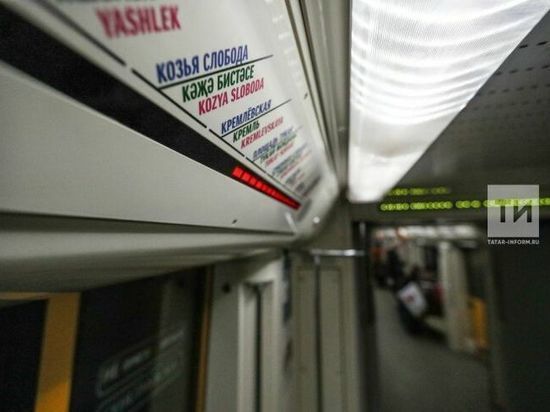 YASHLEK
КОЗЬЯ СЛОБОДА
КӘҖӘ БИСТӘСЕ
KOZYA SLOBODA
КРЕМЛЁВСКАЯ
КРЕМЛЬ
KREMLEVSKAYA
ТИ
TATAR-INFORM.RU